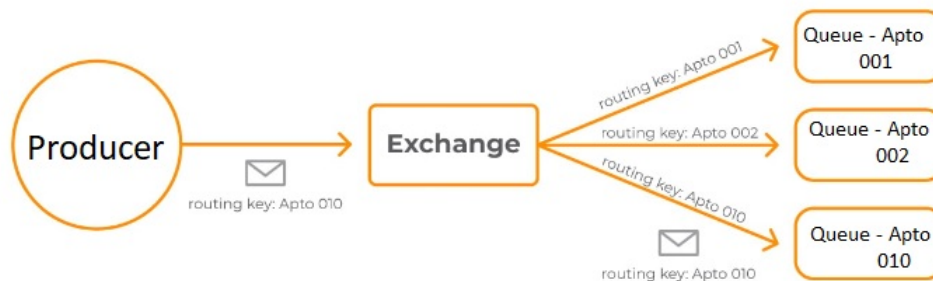 Producer
routing key: Apto 010
Exchange
routing key: Apto 001
routing key: Apto 002
routing key: Apto 010
routing key: Apto 010
Queue - Apto
001
Queue - Apto
002
Queue - Apto
010